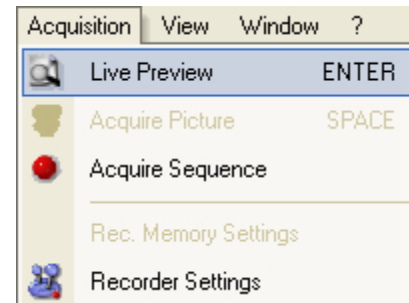 Acquisition View Window ?
Live Preview ENTER
Acquire Picture SPACE
Acquire Sequence
Rec. Memory Settings
Recorder Settings